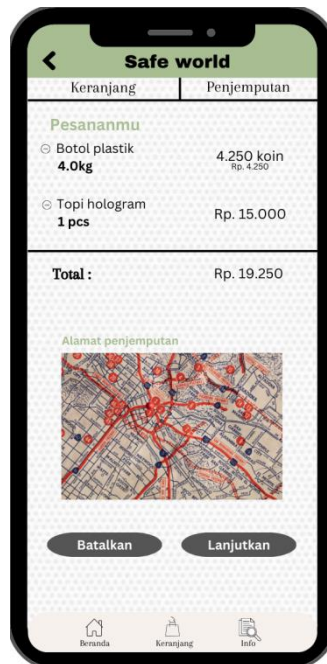 Safe world
Keranjang Penjemputan
Pesananmu
Botol plastik 4.250 koin
4.0kg Rp. 4.250
Topi hologram Rp. 15.000
1 pcs
Total : Rp. 19.250
Alamat penjemputan
Batalkan Lanjutkan
Beranda Keranjang Info